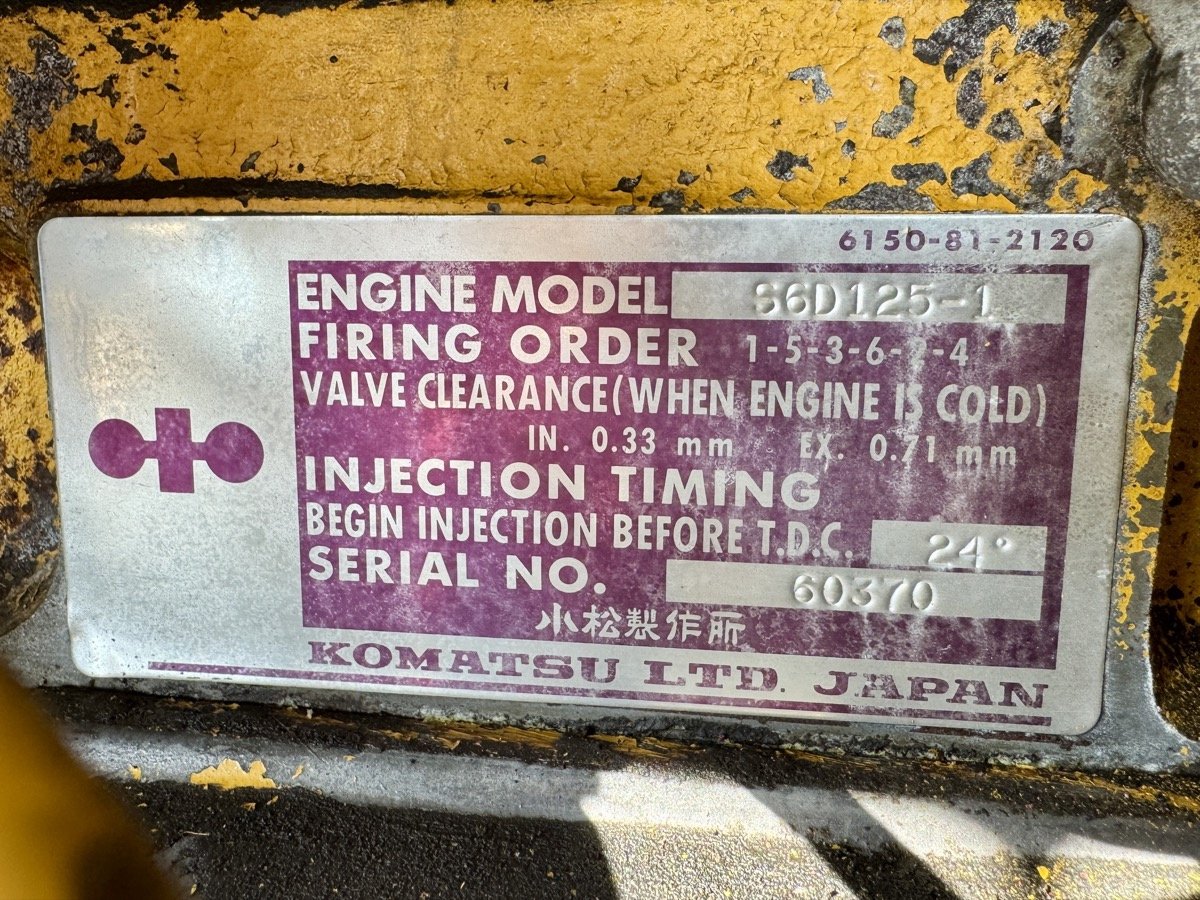 6150-81-2120
ENGINE MODEL S6D125-1
FIRING ORDER 1-5-3-6-2-4
VALVE CLEARANCE(WHEN ENGINE IS COLD)
IN. 0.33 mm EX. 0.71 mm
INJECTION TIMING
BEGIN INJECTION BEFORE T.D.C. 24°
SERIAL NO. 60370
小松製作所
KOMATSU LTD. JAPAN